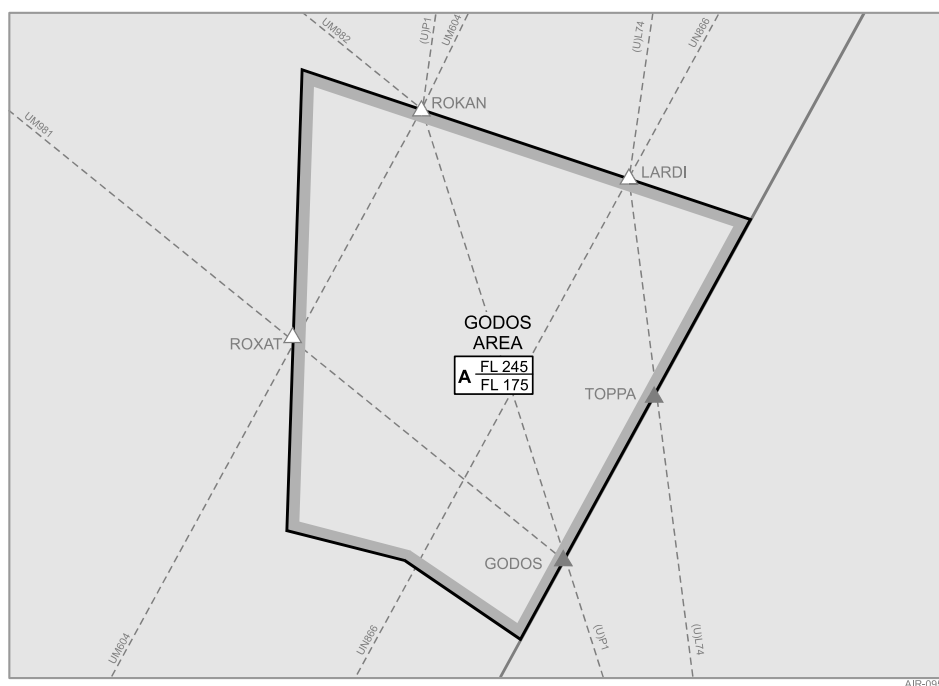 UM982
(U)P1
UM604
(U)L74
UN866
ROKAN
UM981
LARDI
GODOS
AREA
ROXAT
A
FL 245
FL 175
TOPPA
GODOS
UM604
UN866
(U)P1
(U)L74